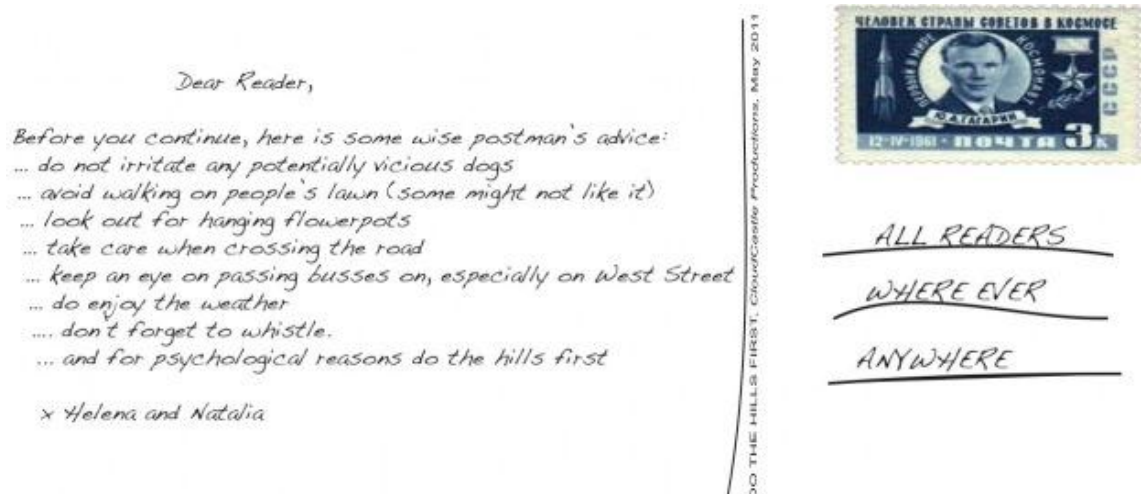 Dear Reader,
Before you continue, here is some wise postman's advice:
... do not irritate any potentially vicious dogs
... avoid walking on people's lawn (some might not like it)
... look out for hanging flowerpots
... take care when crossing the road
... keep an eye on passing busses on, especially on West Street
... do enjoy the weather
.... don't forget to whistle.
... and for psychological reasons do the hills first
x Helena and Natalia
DO THE HILLS FIRST, CloudCastle Productions, May 2011
ЧЕЛОВЕК СТРАНЫ СОВЕТОВ В КОСМОСЕ
ПЕРВЫЙ В МИРЕ КОСМОНАВТ
СССР
Ю.А.ГАГАРИН
12-IV-1961 · ПОЧТА 3К
ALL READERS
WHERE EVER
ANYWHERE